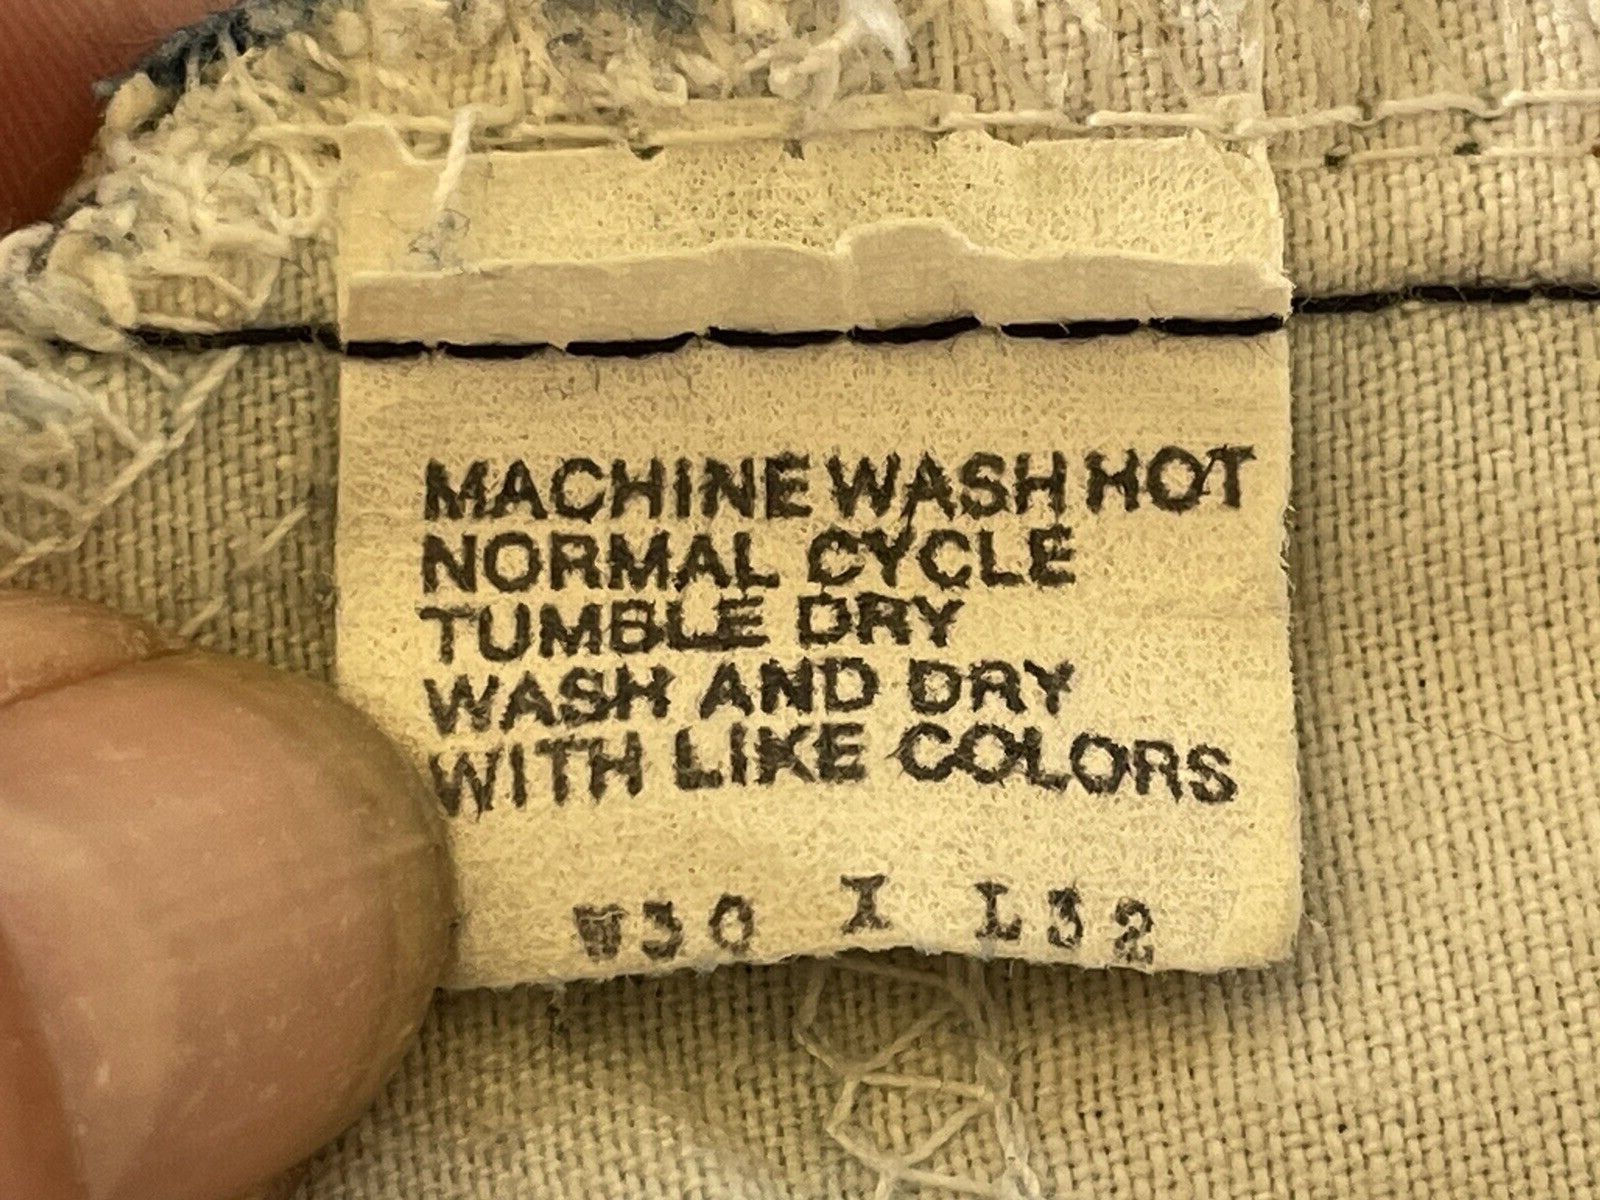 MACHINE WASH HOT
NORMAL CYCLE
TUMBLE DRY
WASH AND DRY
WITH LIKE COLORS
W30 X L32